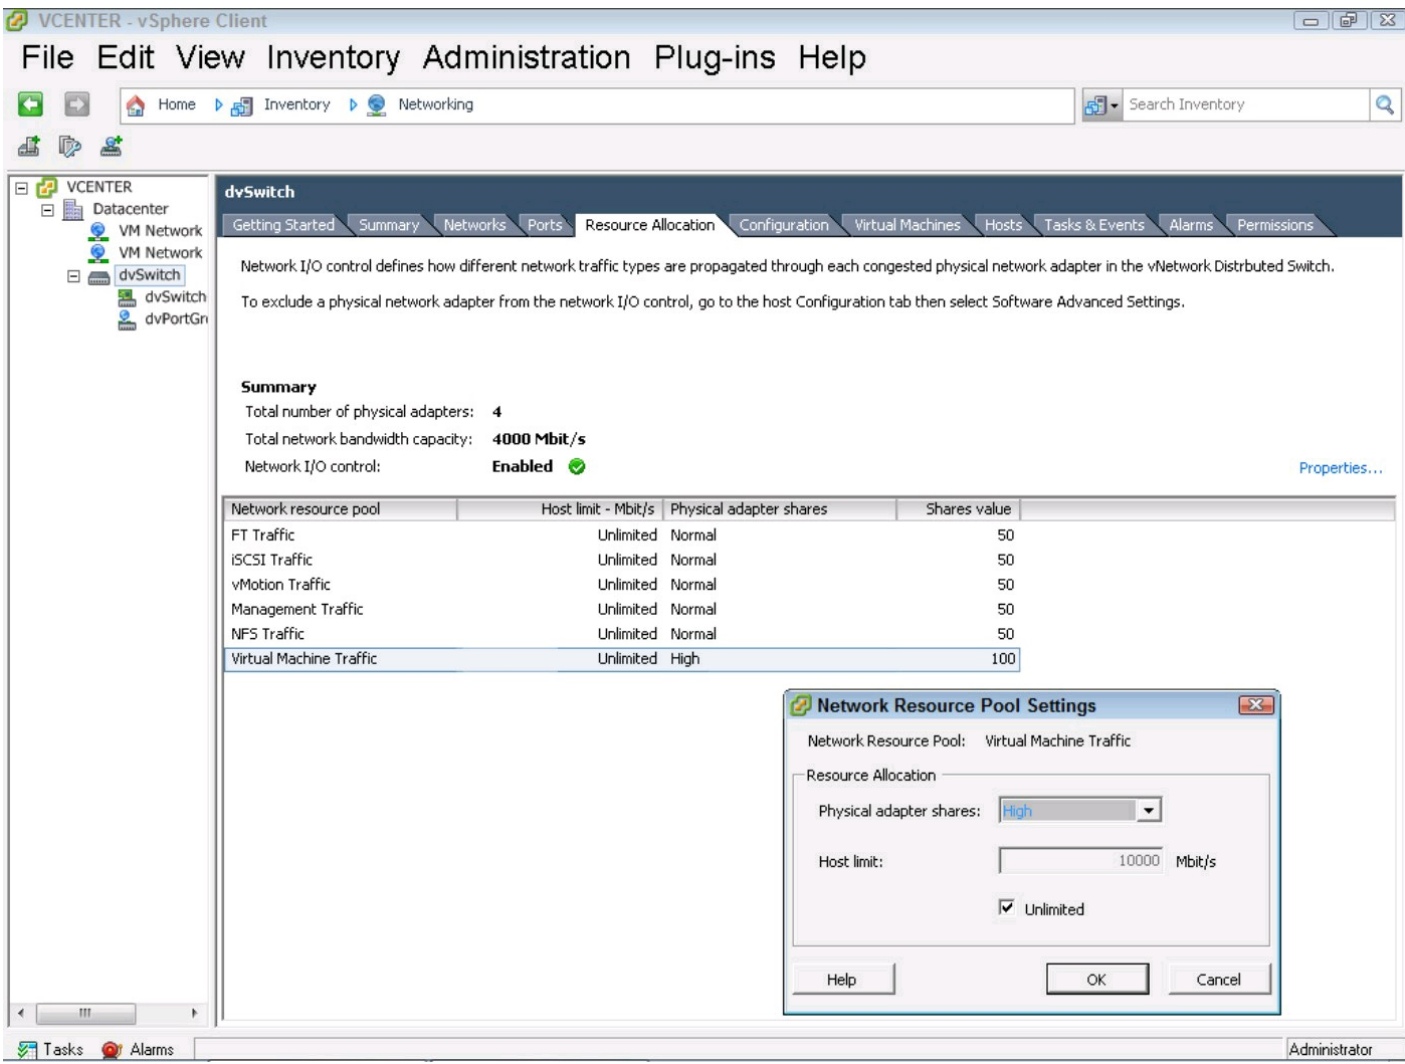 VCENTER - vSphere Client
File Edit View Inventory Administration Plug-ins Help
Home Inventory Networking
Search Inventory
VCENTER
Datacenter
VM Network
VM Network
dvSwitch
dvSwitch
dvPortGr
dvSwitch
Getting Started Summary Networks Ports Resource Allocation Configuration Virtual Machines Hosts Tasks & Events Alarms Permissions
Network I/O control defines how different network traffic types are propagated through each congested physical network adapter in the vNetwork Distrbuted Switch.
To exclude a physical network adapter from the network I/O control, go to the host Configuration tab then select Software Advanced Settings.
Summary
Total number of physical adapters: 4
Total network bandwidth capacity: 4000 Mbit/s
Network I/O control: Enabled
Properties...
Network resource pool Host limit - Mbit/s Physical adapter shares Shares value
FT Traffic Unlimited Normal 50
iSCSI Traffic Unlimited Normal 50
vMotion Traffic Unlimited Normal 50
Management Traffic Unlimited Normal 50
NFS Traffic Unlimited Normal 50
Virtual Machine Traffic Unlimited High 100
Network Resource Pool Settings
Network Resource Pool: Virtual Machine Traffic
Resource Allocation
Physical adapter shares: High
Host limit: 10000 Mbit/s
Unlimited
Help OK Cancel
Tasks Alarms
Administrator